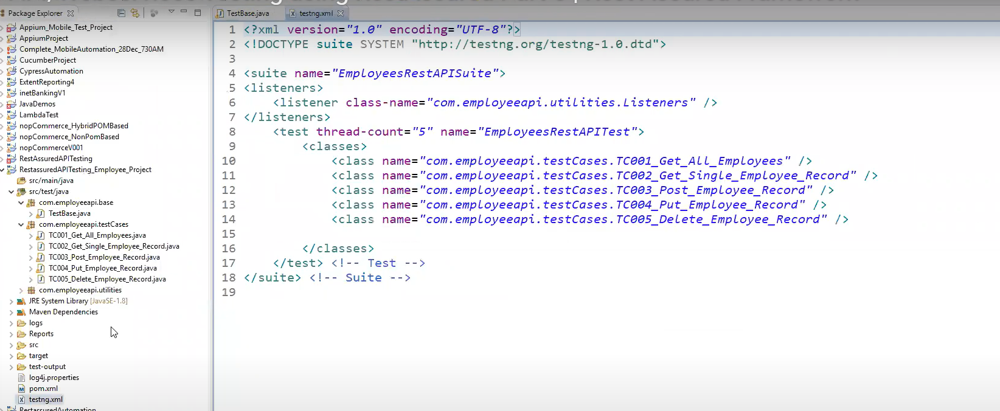 Package Explorer
Appium_Mobile_Test_Project
AppiumProject
Complete_MobileAutomation_28Dec_730AM
CucumberProject
CypressAutomation
ExtentReporting4
inetBankingV1
JavaDemos
LambdaTest
nopCommerce_HybridPOMBased
nopCommerce_NonPomBased
nopCommerceV001
RestAssuredAPITesting
RestassuredAPITesting_Employee_Project
src/main/java
src/test/java
com.employeeapi.base
TestBase.java
com.employeeapi.testCases
TC001_Get_All_Employees.java
TC002_Get_Single_Employee_Record.java
TC003_Post_Employee_Record.java
TC004_Put_Employee_Record.java
TC005_Delete_Employee_Record.java
com.employeeapi.utilities
JRE System Library [JavaSE-1.8]
Maven Dependencies
logs
Reports
src
target
test-output
log4j.properties
pom.xml
testng.xml
RestassuredAutomation
TestBase.java testng.xml
1 <?xml version="1.0" encoding="UTF-8"?>
2 <!DOCTYPE suite SYSTEM "http://testng.org/testng-1.0.dtd">
3
4 <suite name="EmployeesRestAPISuite">
5 <listeners>
6 <listener class-name="com.employeeapi.utilities.Listeners" />
7 </listeners>
8 <test thread-count="5" name="EmployeesRestAPITest">
9 <classes>
10 <class name="com.employeeapi.testCases.TC001_Get_All_Employees" />
11 <class name="com.employeeapi.testCases.TC002_Get_Single_Employee_Record" />
12 <class name="com.employeeapi.testCases.TC003_Post_Employee_Record" />
13 <class name="com.employeeapi.testCases.TC004_Put_Employee_Record" />
14 <class name="com.employeeapi.testCases.TC005_Delete_Employee_Record" />
15
16 </classes>
17 </test> <!-- Test -->
18 </suite> <!-- Suite -->
19